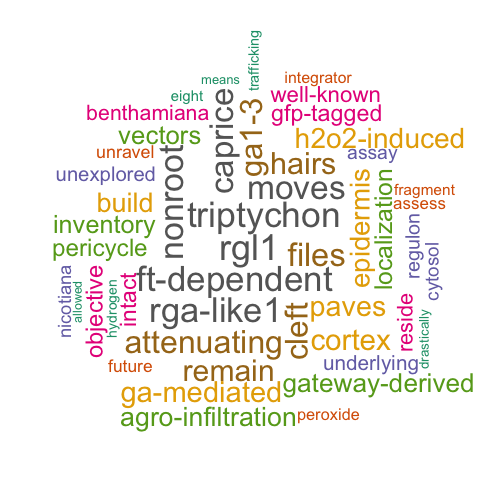 trafficking
means
integrator
eight
well-known
benthamiana
caprice
ga1-3
gfp-tagged
vectors
h2o2-induced
unravel
nonroot
hairs
assay
unexplored
moves
epidermis
localization
fragment
build
triptychon
assess
inventory
rgl1
files
regulon
pericycle
cytosol
nicotiana
allowed
objective
hydrogen
intact
ft-dependent
rga-like1
cleft
paves
reside
drastically
attenuating
cortex
future
remain
underlying
ga-mediated
gateway-derived
agro-infiltration
peroxide